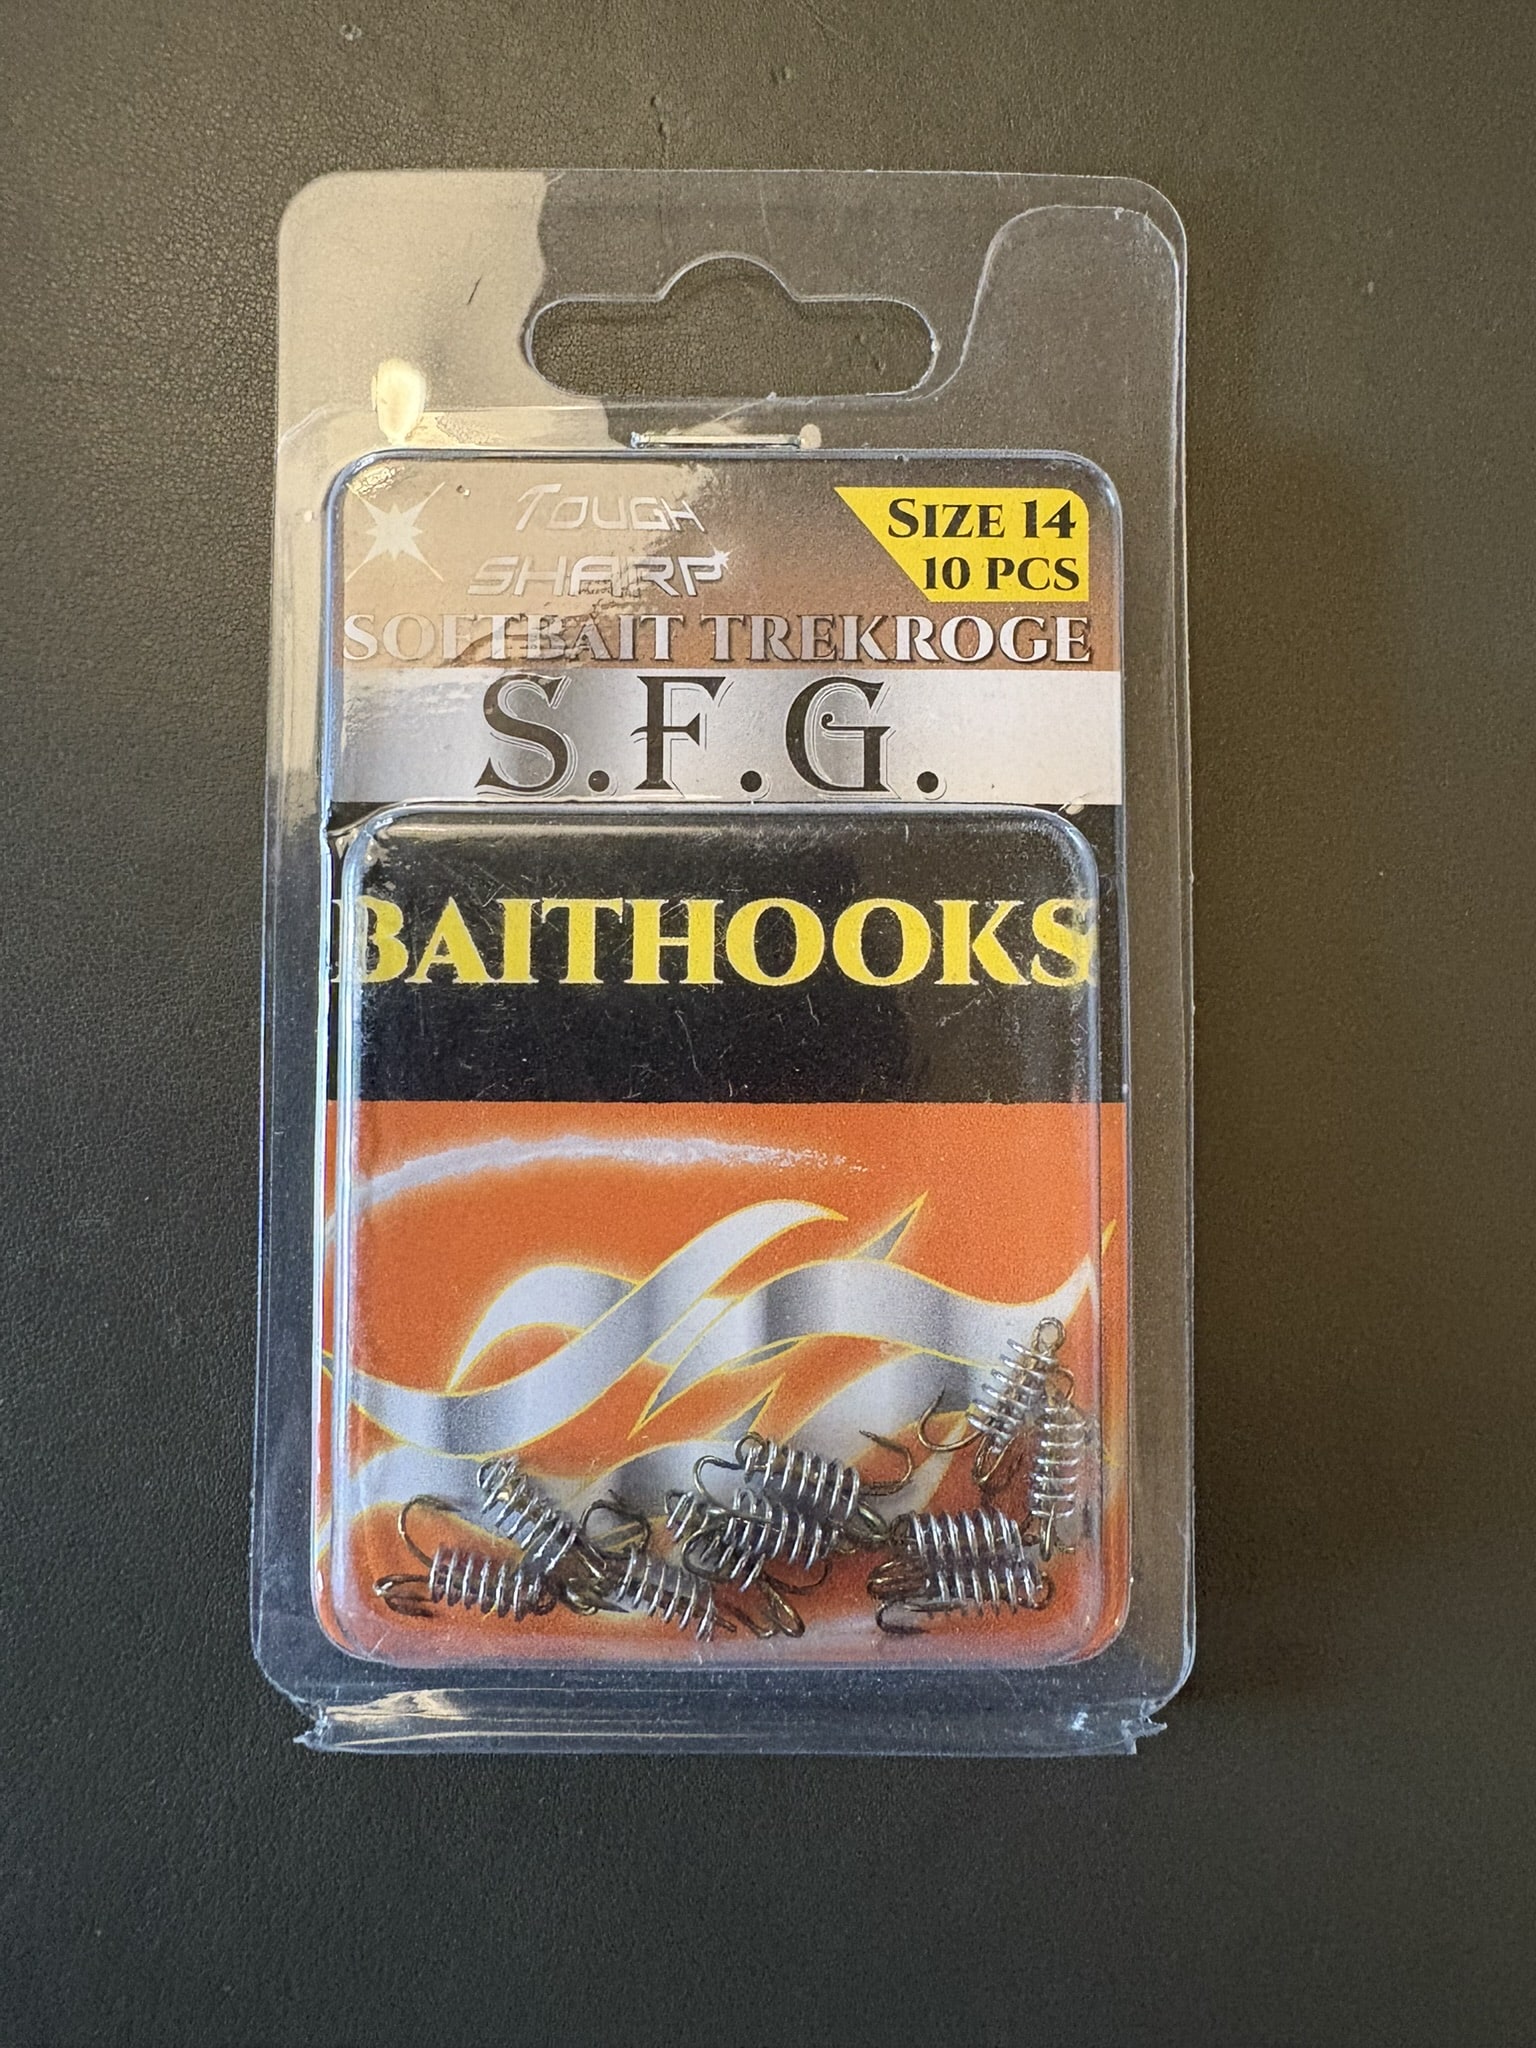 TOUGH
SHARP
SIZE 14
10 PCS
SOFTBAIT TREKROGE
S.F.G.
BAITHOOKS